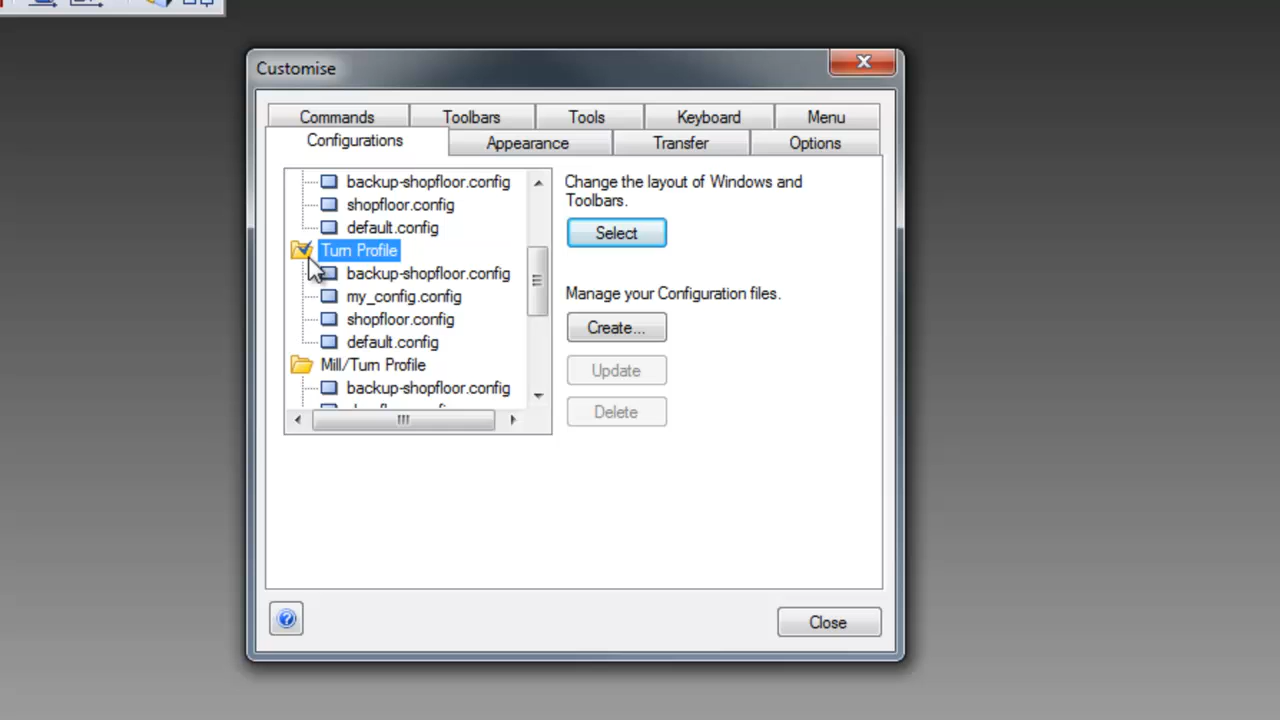 Customise
Commands
Toolbars
Tools
Keyboard
Menu
Configurations
Appearance
Transfer
Options
backup-shopfloor.config
shopfloor.config
default.config
Turn Profile
backup-shopfloor.config
my_config.config
shopfloor.config
default.config
Mill/Turn Profile
backup-shopfloor.config
Change the layout of Windows and
Toolbars.
Select
Manage your Configuration files.
Create...
Update
Delete
Close